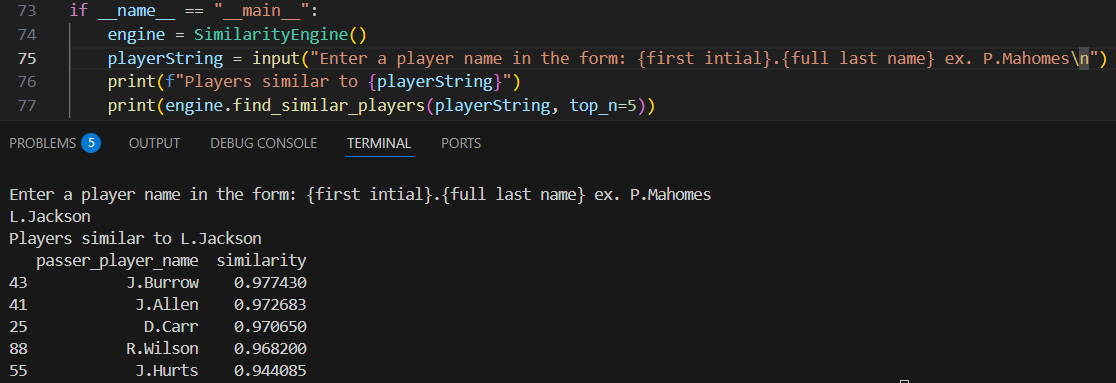 73 if __name__ == "__main__":
74 engine = SimilarityEngine()
75 playerString = input("Enter a player name in the form: {first intial}.{full last name} ex. P.Mahomes\n")
76 print(f"Players similar to {playerString}")
77 print(engine.find_similar_players(playerString, top_n=5))
PROBLEMS 5 OUTPUT DEBUG CONSOLE TERMINAL PORTS
Enter a player name in the form: {first intial}.{full last name} ex. P.Mahomes
L.Jackson
Players similar to L.Jackson
passer_player_name similarity
43 J.Burrow 0.977430
41 J.Allen 0.972683
25 D.Carr 0.970650
88 R.Wilson 0.968200
55 J.Hurts 0.944085